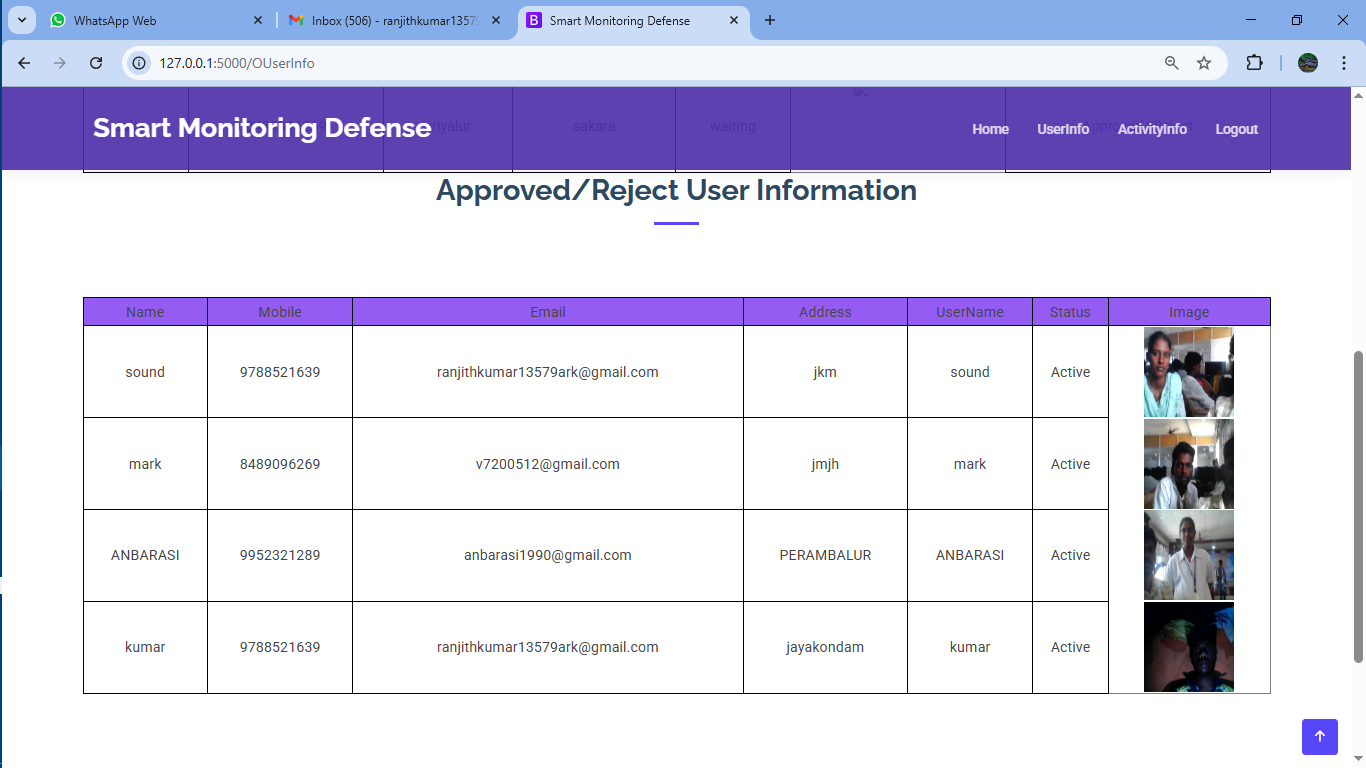 WhatsApp Web
Inbox (506) - ranjithkumar1357
Smart Monitoring Defense
127.0.0.1:5000/OUserInfo
Smart Monitoring Defense
riyalur
sakara
waiting
Home
UserInfo
ActivityInfo
Logout
Approved/Reject User Information
Name Mobile Email Address UserName Status Image
sound 9788521639 ranjithkumar13579ark@gmail.com jkm sound Active
mark 8489096269 v7200512@gmail.com jmjh mark Active
ANBARASI 9952321289 anbarasi1990@gmail.com PERAMBALUR ANBARASI Active
kumar 9788521639 ranjithkumar13579ark@gmail.com jayakondam kumar Active